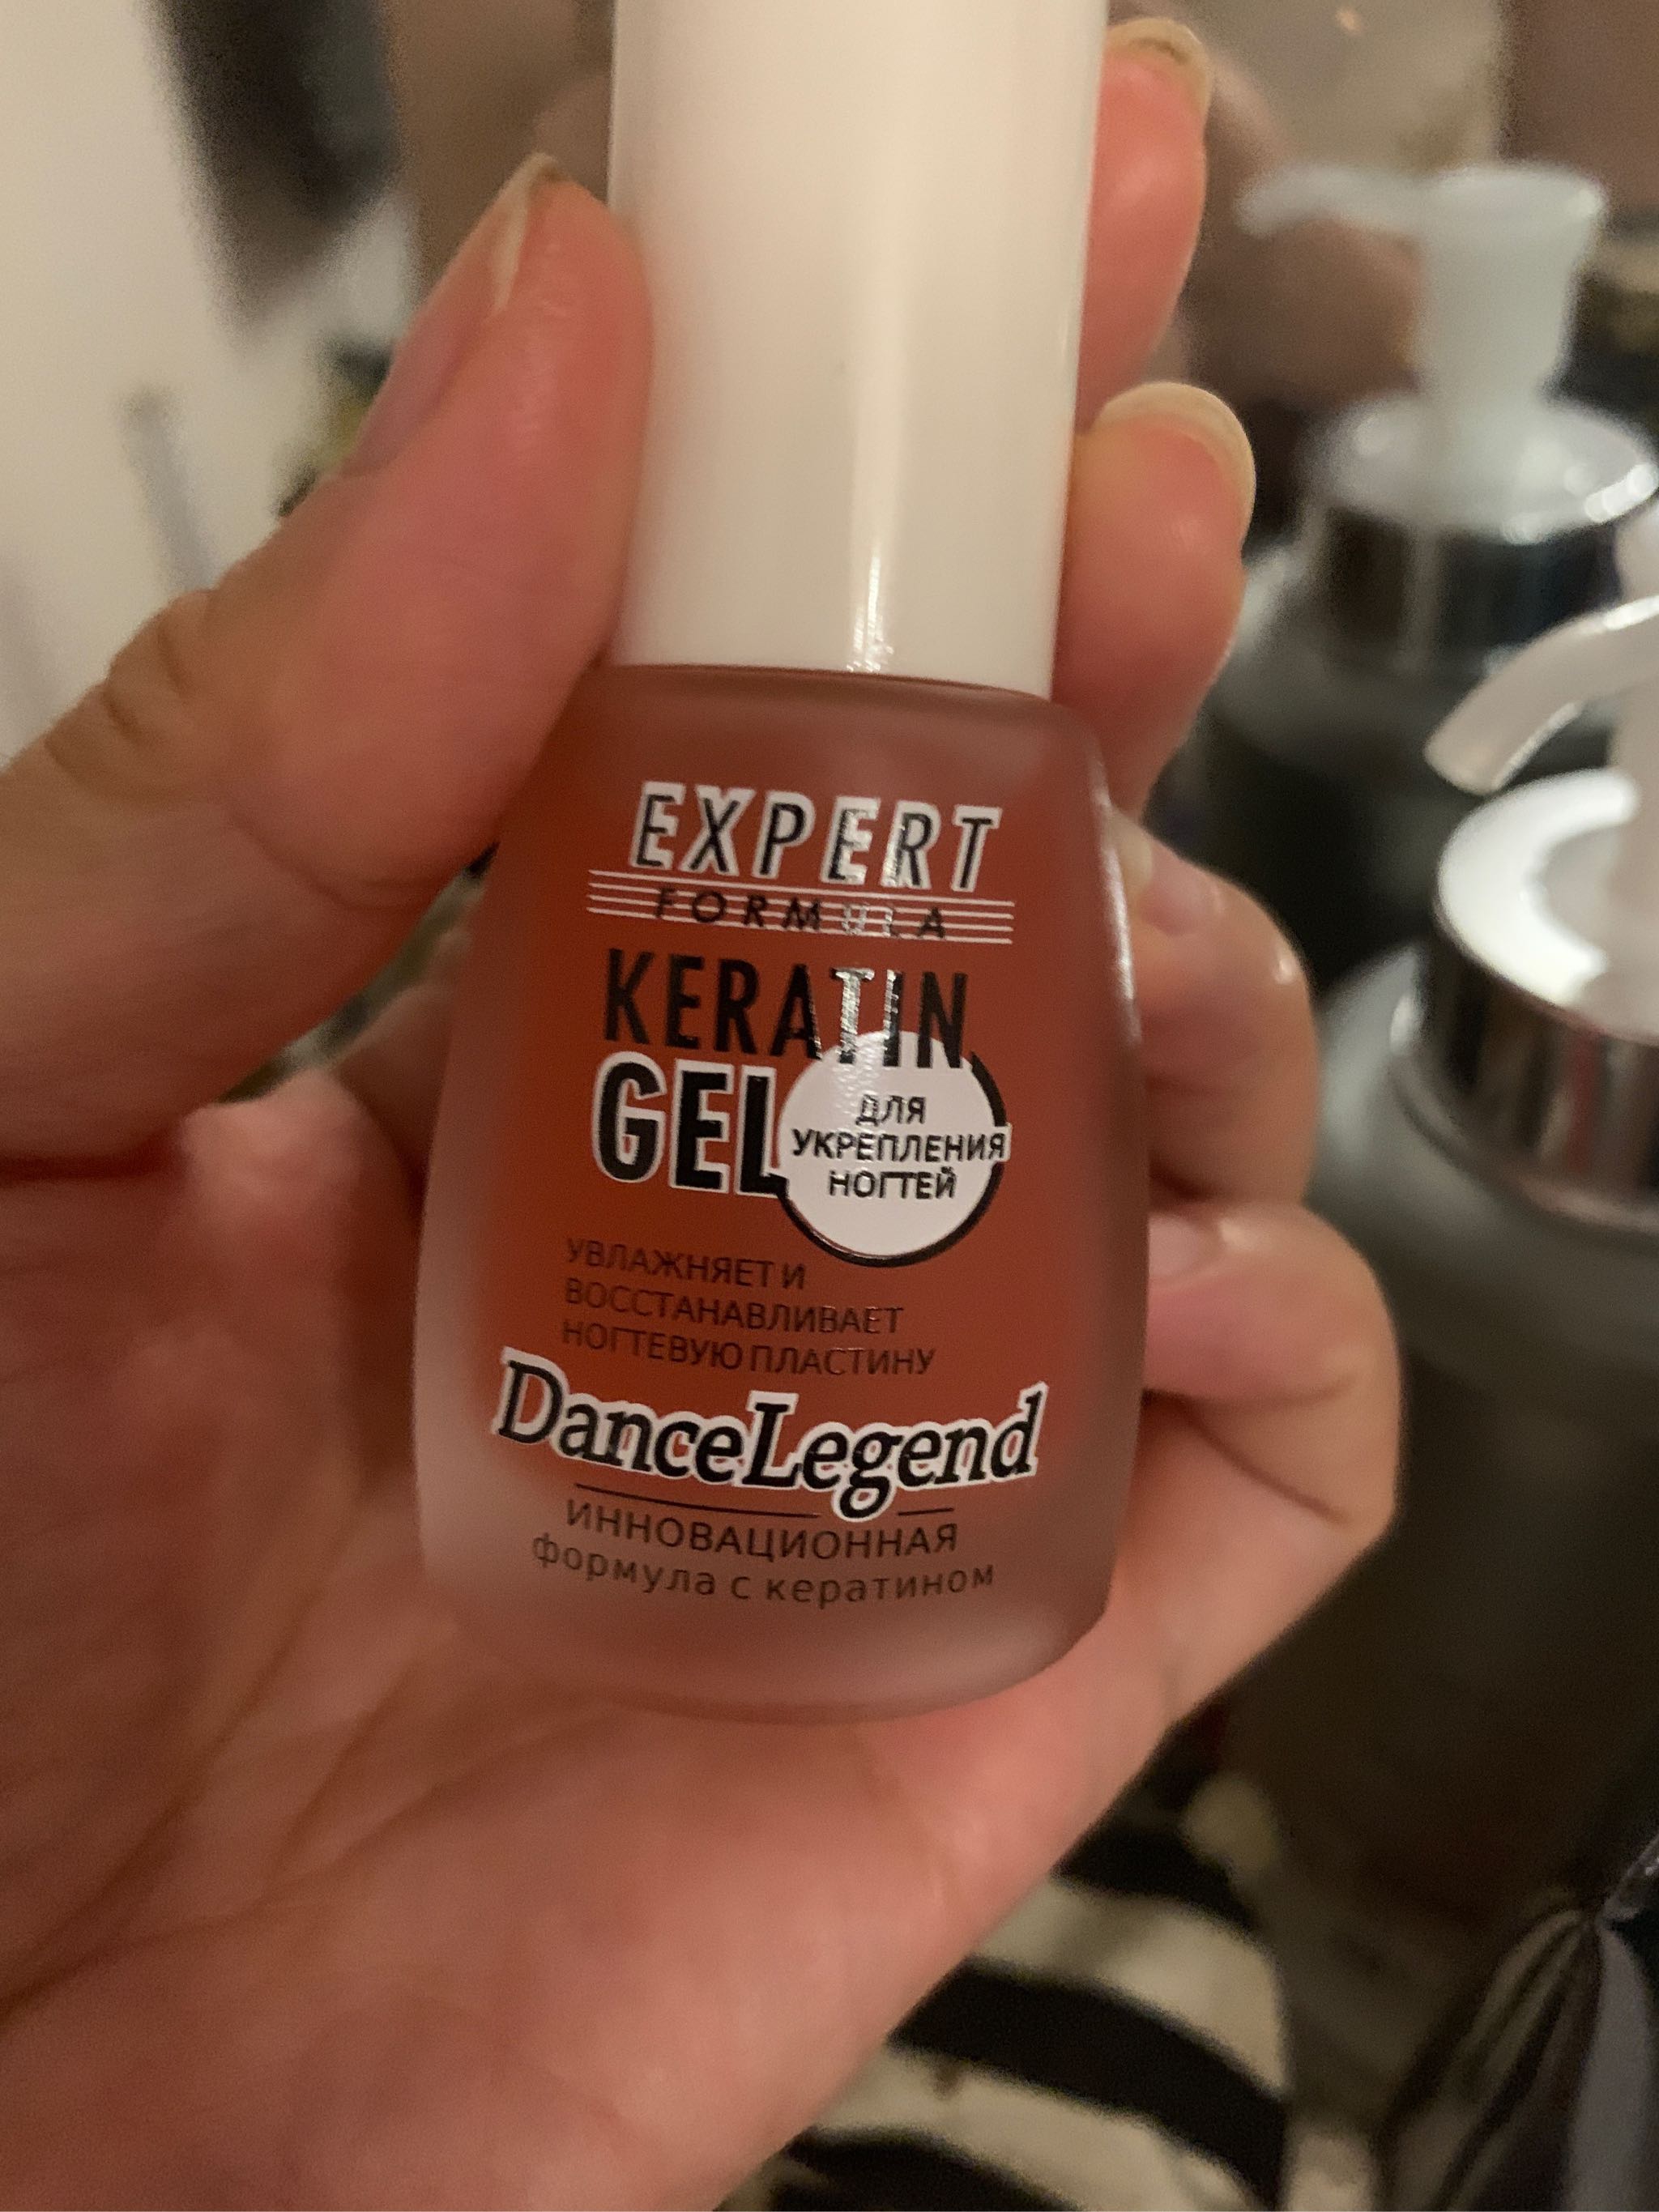 EXPERT
FORMULA
KERATIN
GEL
ДЛЯ
УКРЕПЛЕНИЯ
НОГТЕЙ
УВЛАЖНЯЕТ И
ВОССТАНАВЛИВАЕТ
НОГТЕВУЮ ПЛАСТИНУ
DanceLegend
ИННОВАЦИОННАЯ
формула с кератином